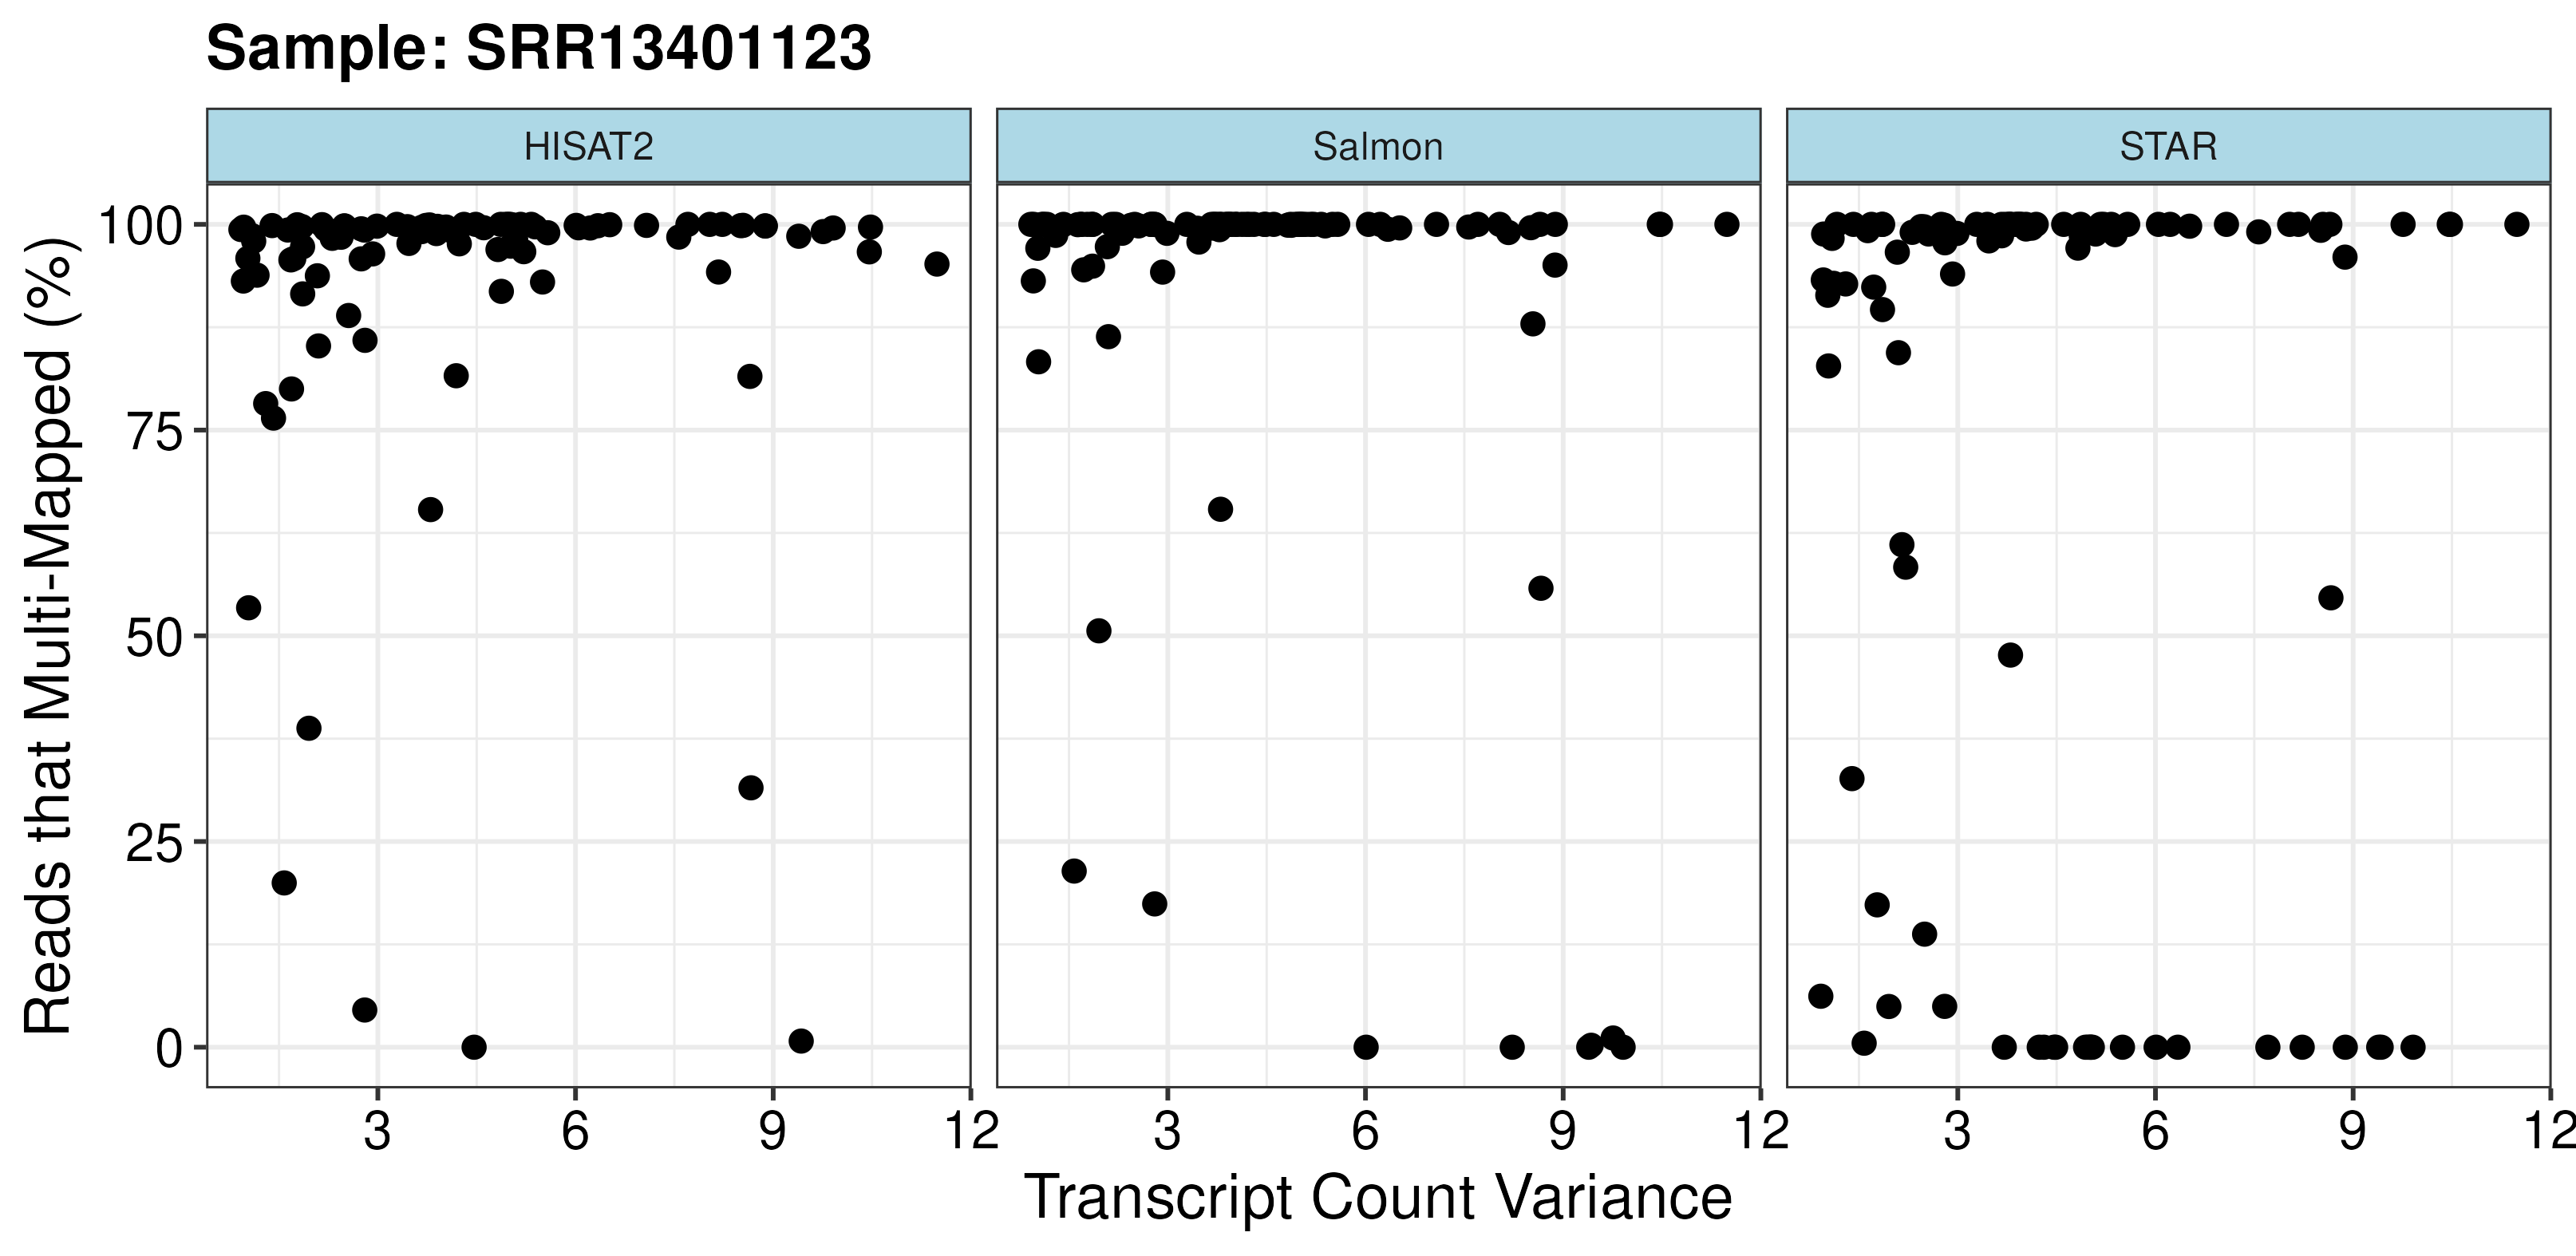 Sample: SRR13401123
HISAT2
Salmon
STAR
Reads that Multi-Mapped (%)
100
75
50
25
0
3 6 9 12
3 6 9 12
3 6 9 12
Transcript Count Variance